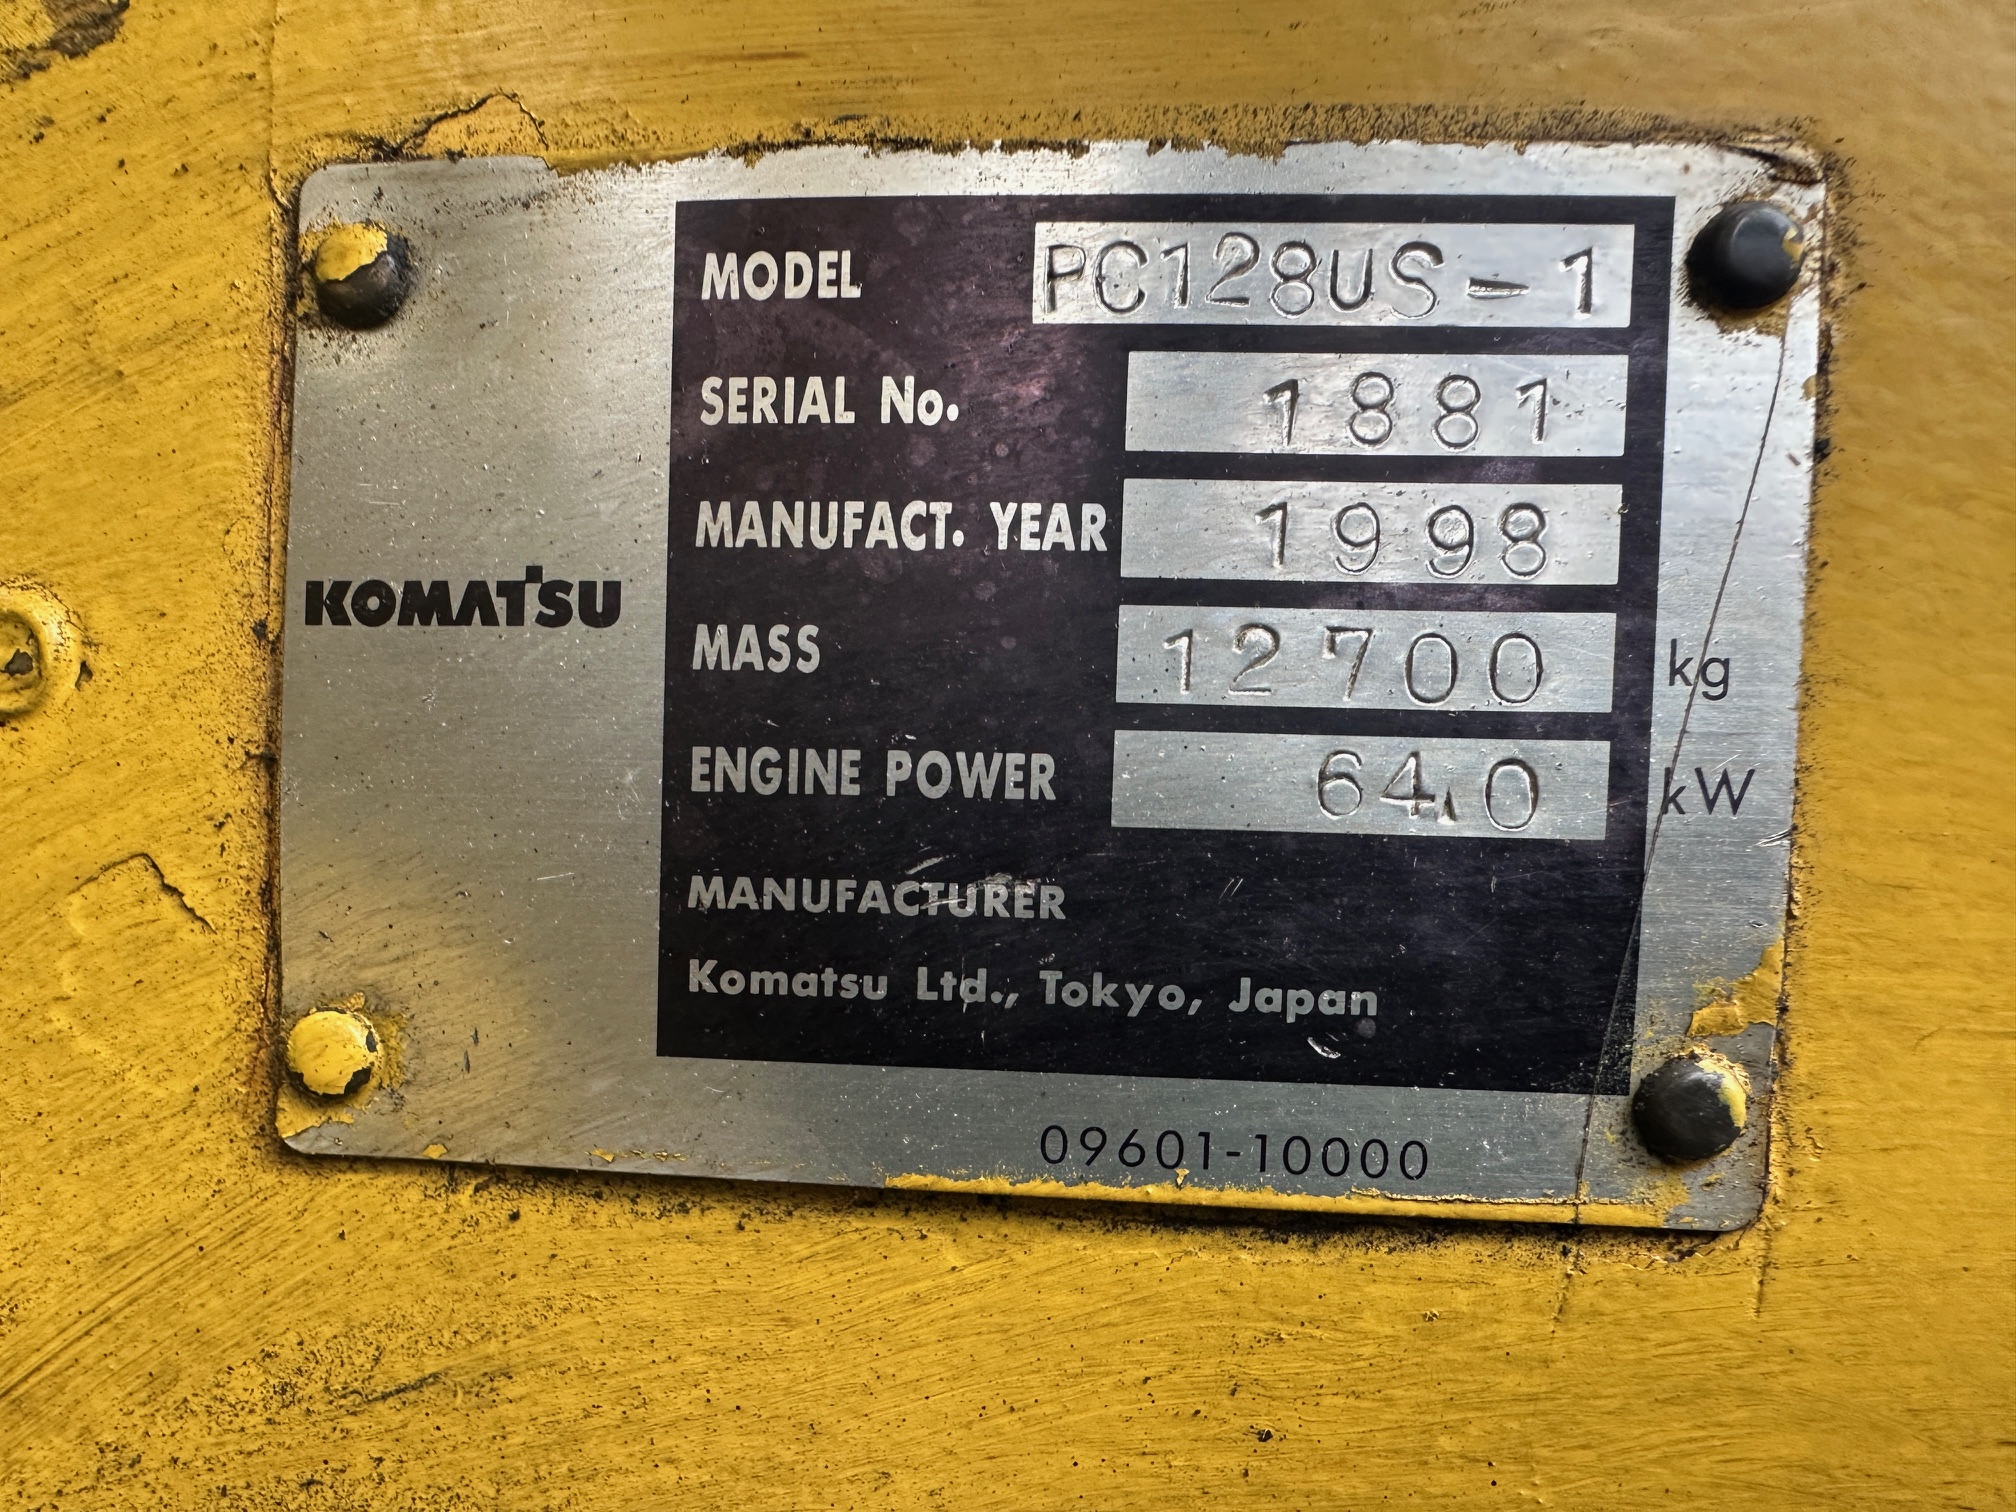 MODEL PC128US-1
SERIAL No. 1881
MANUFACT. YEAR 1998
KOMATSU
MASS 12700 kg
ENGINE POWER 64.0 kW
MANUFACTURER
Komatsu Ltd., Tokyo, Japan
09601-10000